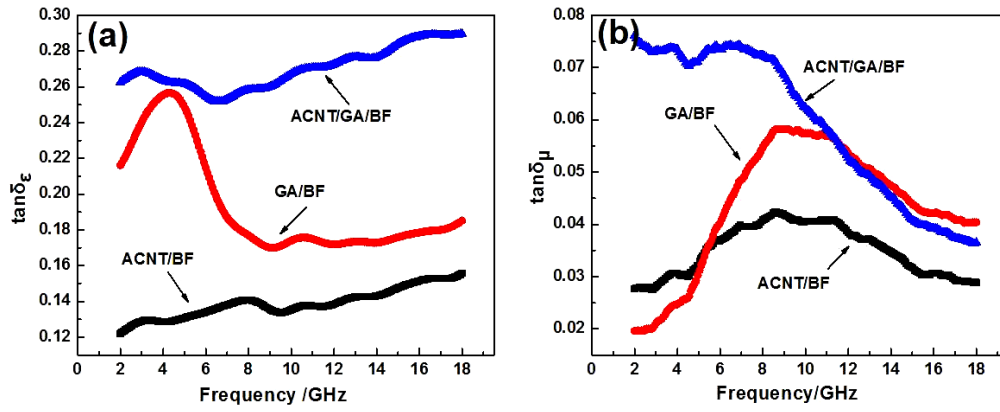 (a)
0.30
0.28
0.26
0.24
0.22
0.20
0.18
0.16
0.14
0.12
tanδε
ACNT/GA/BF
GA/BF
ACNT/BF
0 2 4 6 8 10 12 14 16 18
Frequency /GHz
(b)
0.08
0.07
0.06
0.05
0.04
0.03
0.02
tanδμ
ACNT/GA/BF
GA/BF
ACNT/BF
0 2 4 6 8 10 12 14 16 18
Frequency/GHz